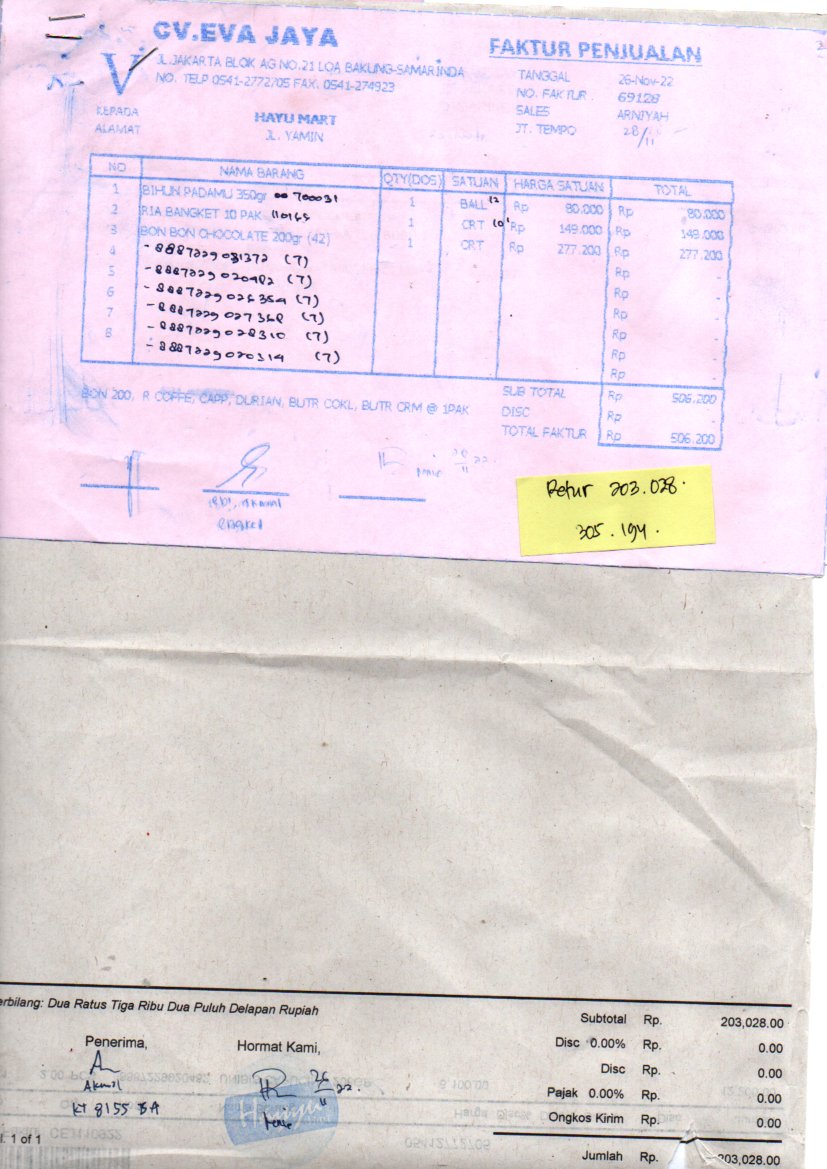 CV.EVA JAYA
JL.JAKARTA BLOK AG NO.21 LOA BAKUNG-SAMARINDA
NO. TELP 0541-2772705 FAX. 0541-274923
FAKTUR PENJUALAN
TANGGAL 26-Nov-22
NO. FAKTUR 69128
SALES ARNIYAH
JT. TEMPO 28/11
KEPADA HAYU MART
ALAMAT JL. YAMIN
NO NAMA BARANG QTY(DOS) SATUAN HARGA SATUAN TOTAL
1 BIHUN PADAMU 350gr 700031 1 BALL 12 Rp 80.000 Rp 80.000
2 RIA BANGKET 10 PAK 110165 1 CRT 10 Rp 149.000 Rp 149.000
3 BON BON CHOCOLATE 200gr (42) 1 CRT Rp 277.200 Rp 277.200
4 - 8887229031372 (7) Rp -
5 - 8887229020482 (7) Rp -
6 - 8887229026354 (7) Rp -
7 - 8887229027368 (7) Rp -
8 - 8887229028310 (7) Rp -
- 8887229020314 (7) Rp -
BON 200, R COFFE, CAPP, DURIAN, BUTR COKL, BUTR CRM @ 1PAK
SUB TOTAL Rp 506.200
DISC Rp -
TOTAL FAKTUR Rp 506.200
Retur 203.028
305.194.
erbilang: Dua Ratus Tiga Ribu Dua Puluh Delapan Rupiah
Subtotal Rp. 203,028.00
Penerima, Hormat Kami,
Disc 0.00% Rp. 0.00
Disc Rp. 0.00
Akmil
KT 8155 BA
Pajak 0.00% Rp. 0.00
Ongkos Kirim Rp. 0.00
l. 1 of 1
Jumlah Rp. 203,028.00